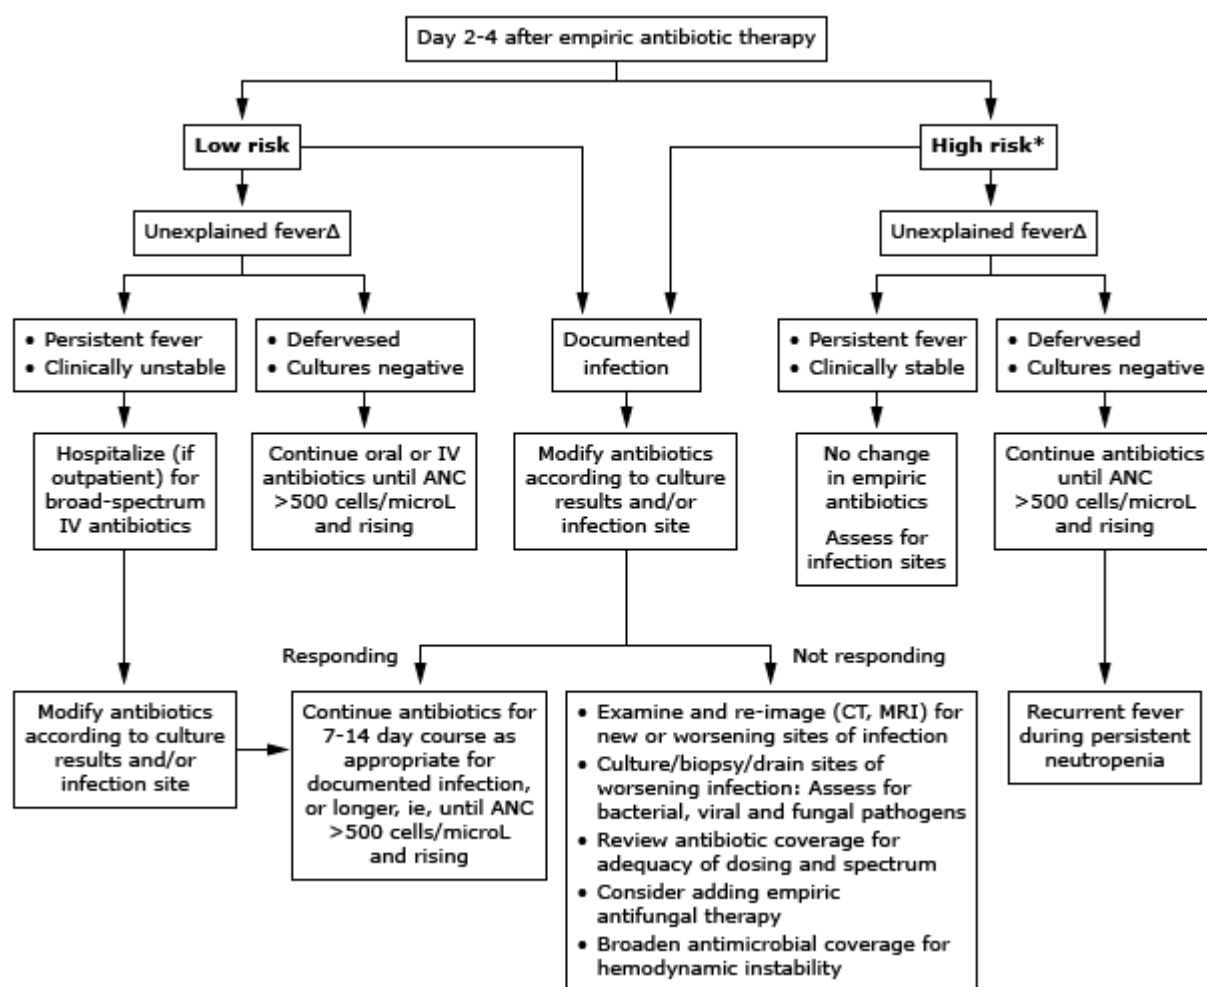 Day 2-4 after empiric antibiotic therapy
Low risk
High risk*
Unexplained feverΔ
Unexplained feverΔ
• Persistent fever
• Clinically unstable
• Defervesed
• Cultures negative
Documented
infection
• Persistent fever
• Clinically stable
• Defervesed
• Cultures negative
Hospitalize (if
outpatient) for
broad-spectrum
IV antibiotics
Continue oral or IV
antibiotics until ANC
>500 cells/microL
and rising
Modify antibiotics
according to culture
results and/or
infection site
No change
in empiric
antibiotics
Assess for
infection sites
Continue antibiotics
until ANC
>500 cells/microL
and rising
Responding
Not responding
Modify antibiotics
according to culture
results and/or
infection site
Continue antibiotics for
7-14 day course as
appropriate for
documented infection,
or longer, ie, until ANC
>500 cells/microL
and rising
• Examine and re-image (CT, MRI) for
new or worsening sites of infection
• Culture/biopsy/drain sites of
worsening infection: Assess for
bacterial, viral and fungal pathogens
• Review antibiotic coverage for
adequacy of dosing and spectrum
• Consider adding empiric
antifungal therapy
• Broaden antimicrobial coverage for
hemodynamic instability
Recurrent fever
during persistent
neutropenia